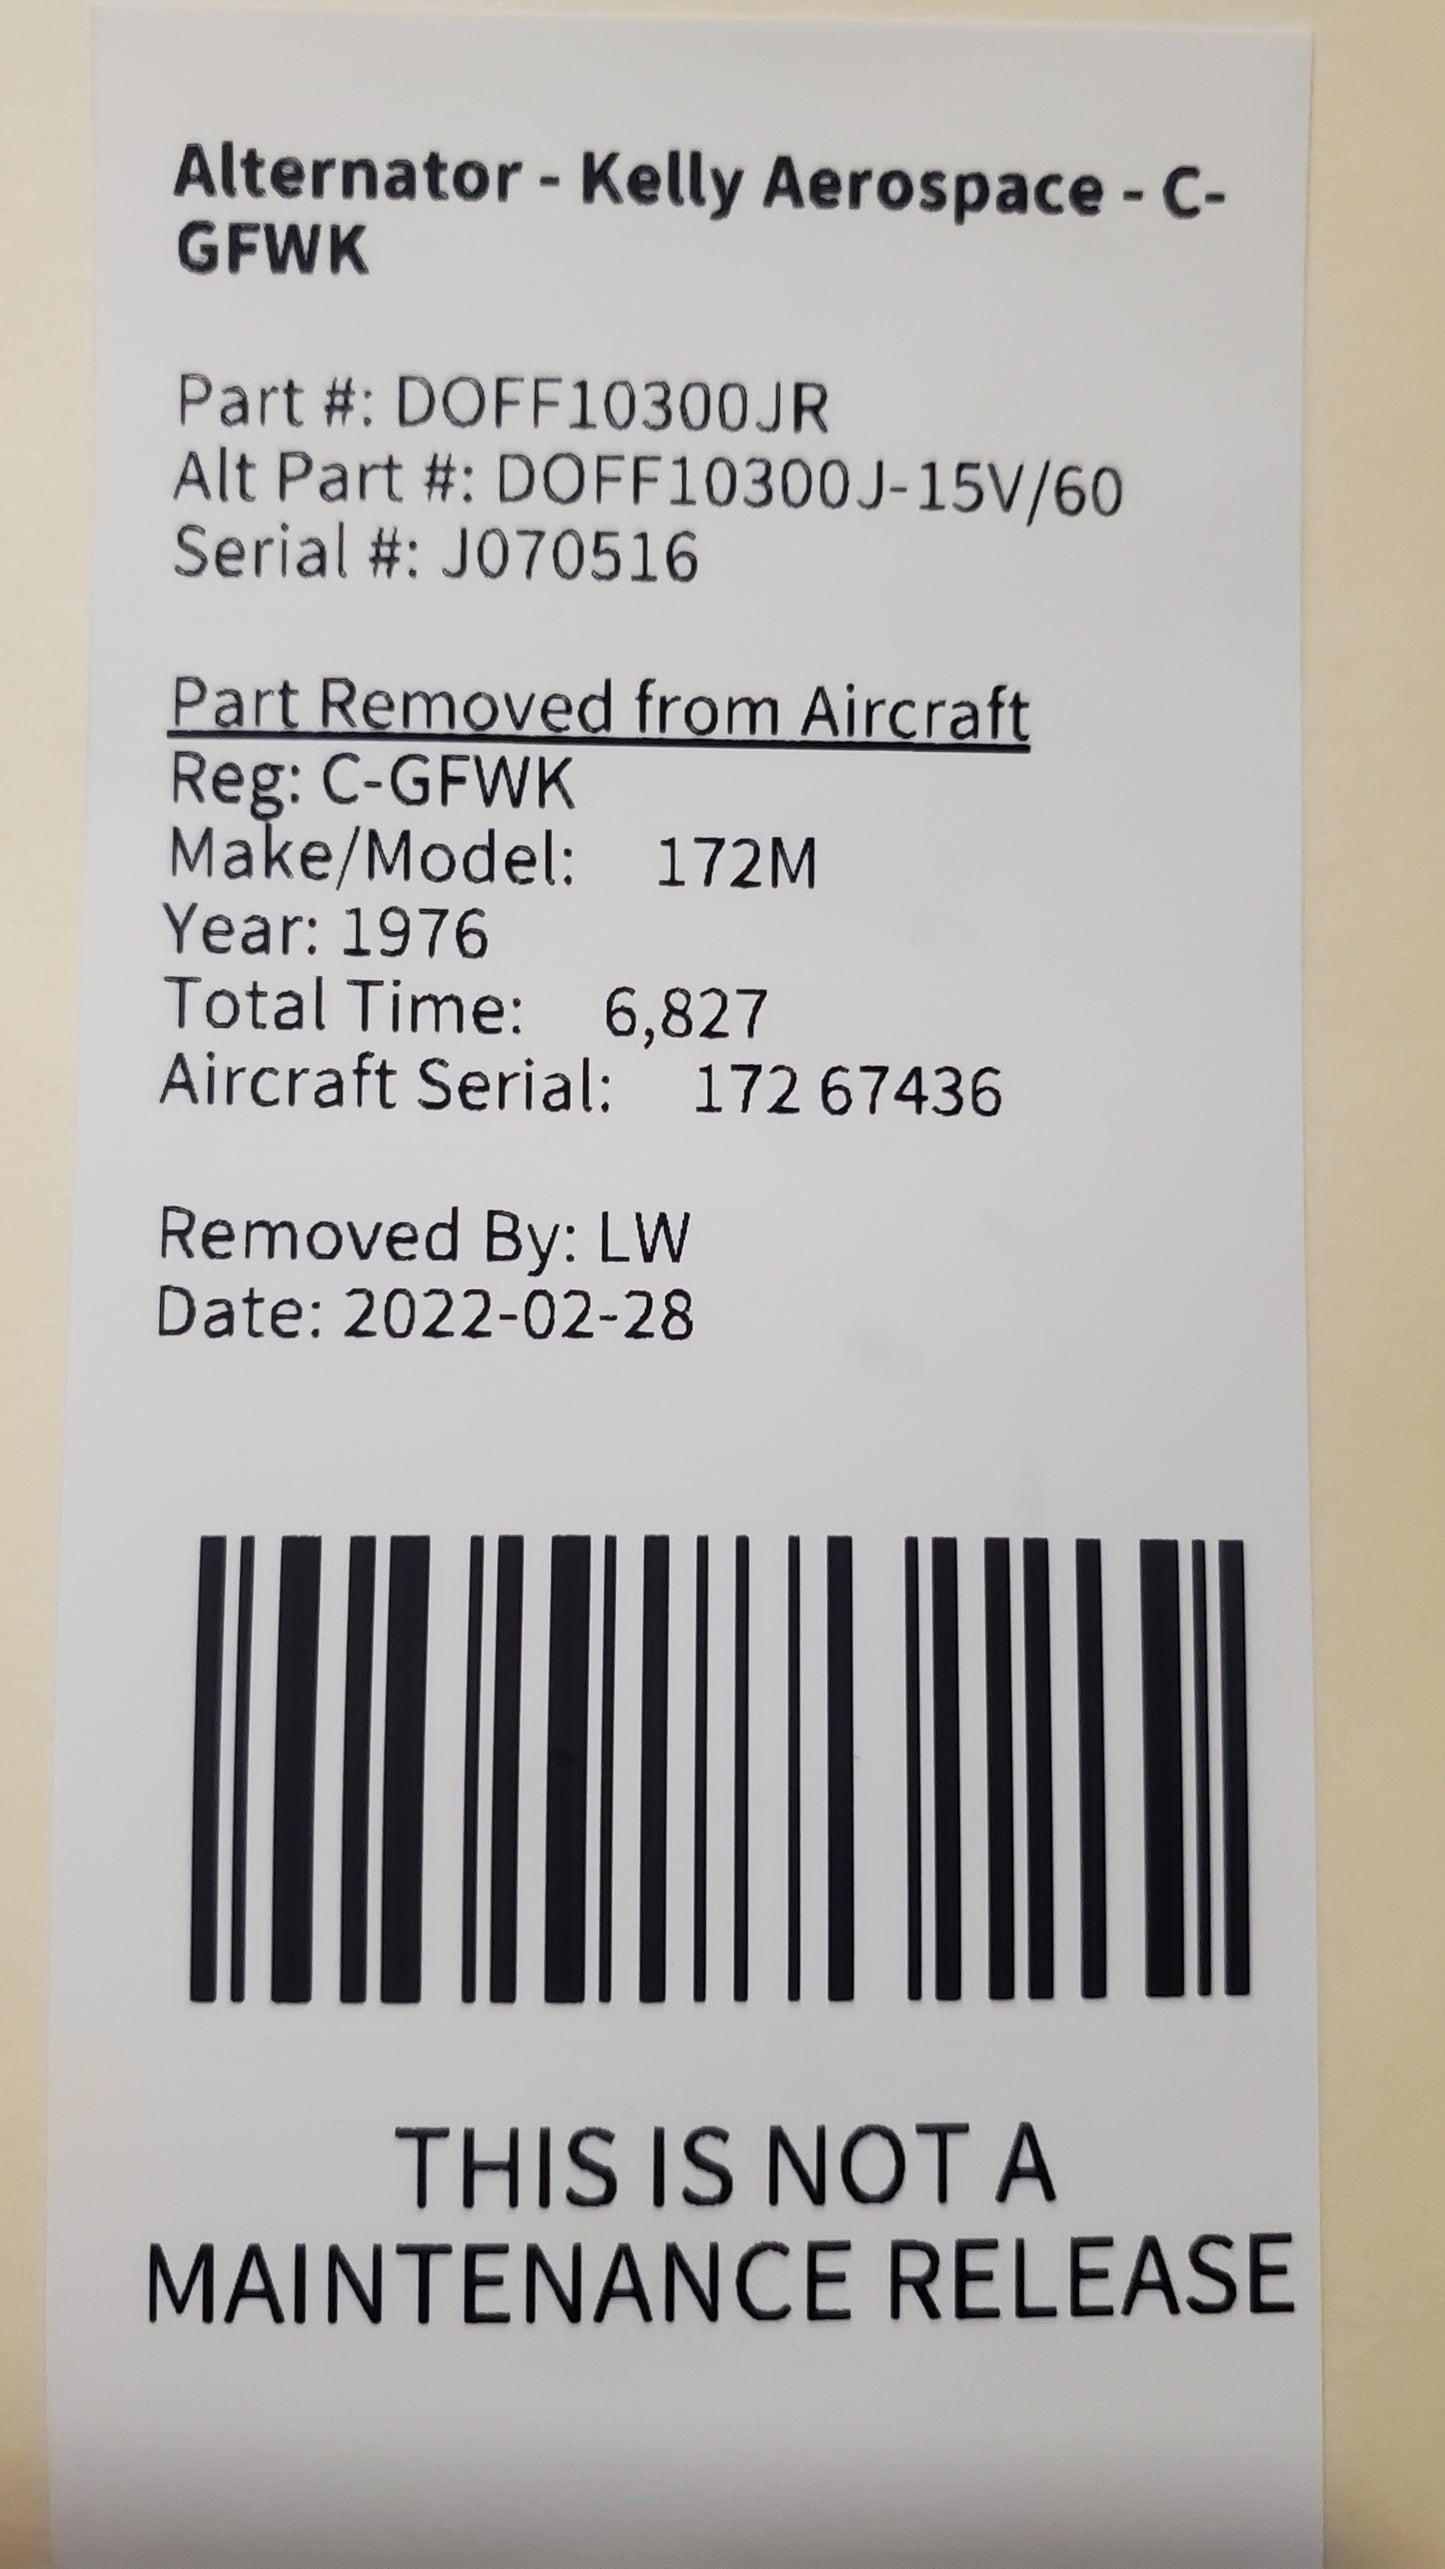 Alternator - Kelly Aerospace - C-
GFWK
Part #: DOFF10300JR
Alt Part #: DOFF10300J-15V/60
Serial #: J070516
Part Removed from Aircraft
Reg: C-GFWK
Make/Model: 172M
Year: 1976
Total Time: 6,827
Aircraft Serial: 172 67436
Removed By: LW
Date: 2022-02-28
THIS IS NOT A
MAINTENANCE RELEASE